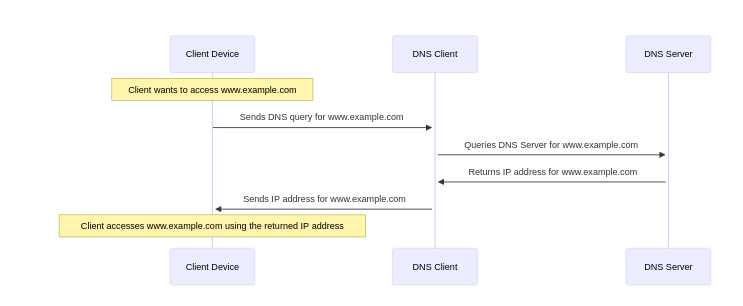 Client Device
DNS Client
DNS Server
Client wants to access www.example.com
Sends DNS query for www.example.com
Queries DNS Server for www.example.com
Returns IP address for www.example.com
Sends IP address for www.example.com
Client accesses www.example.com using the returned IP address
Client Device
DNS Client
DNS Server